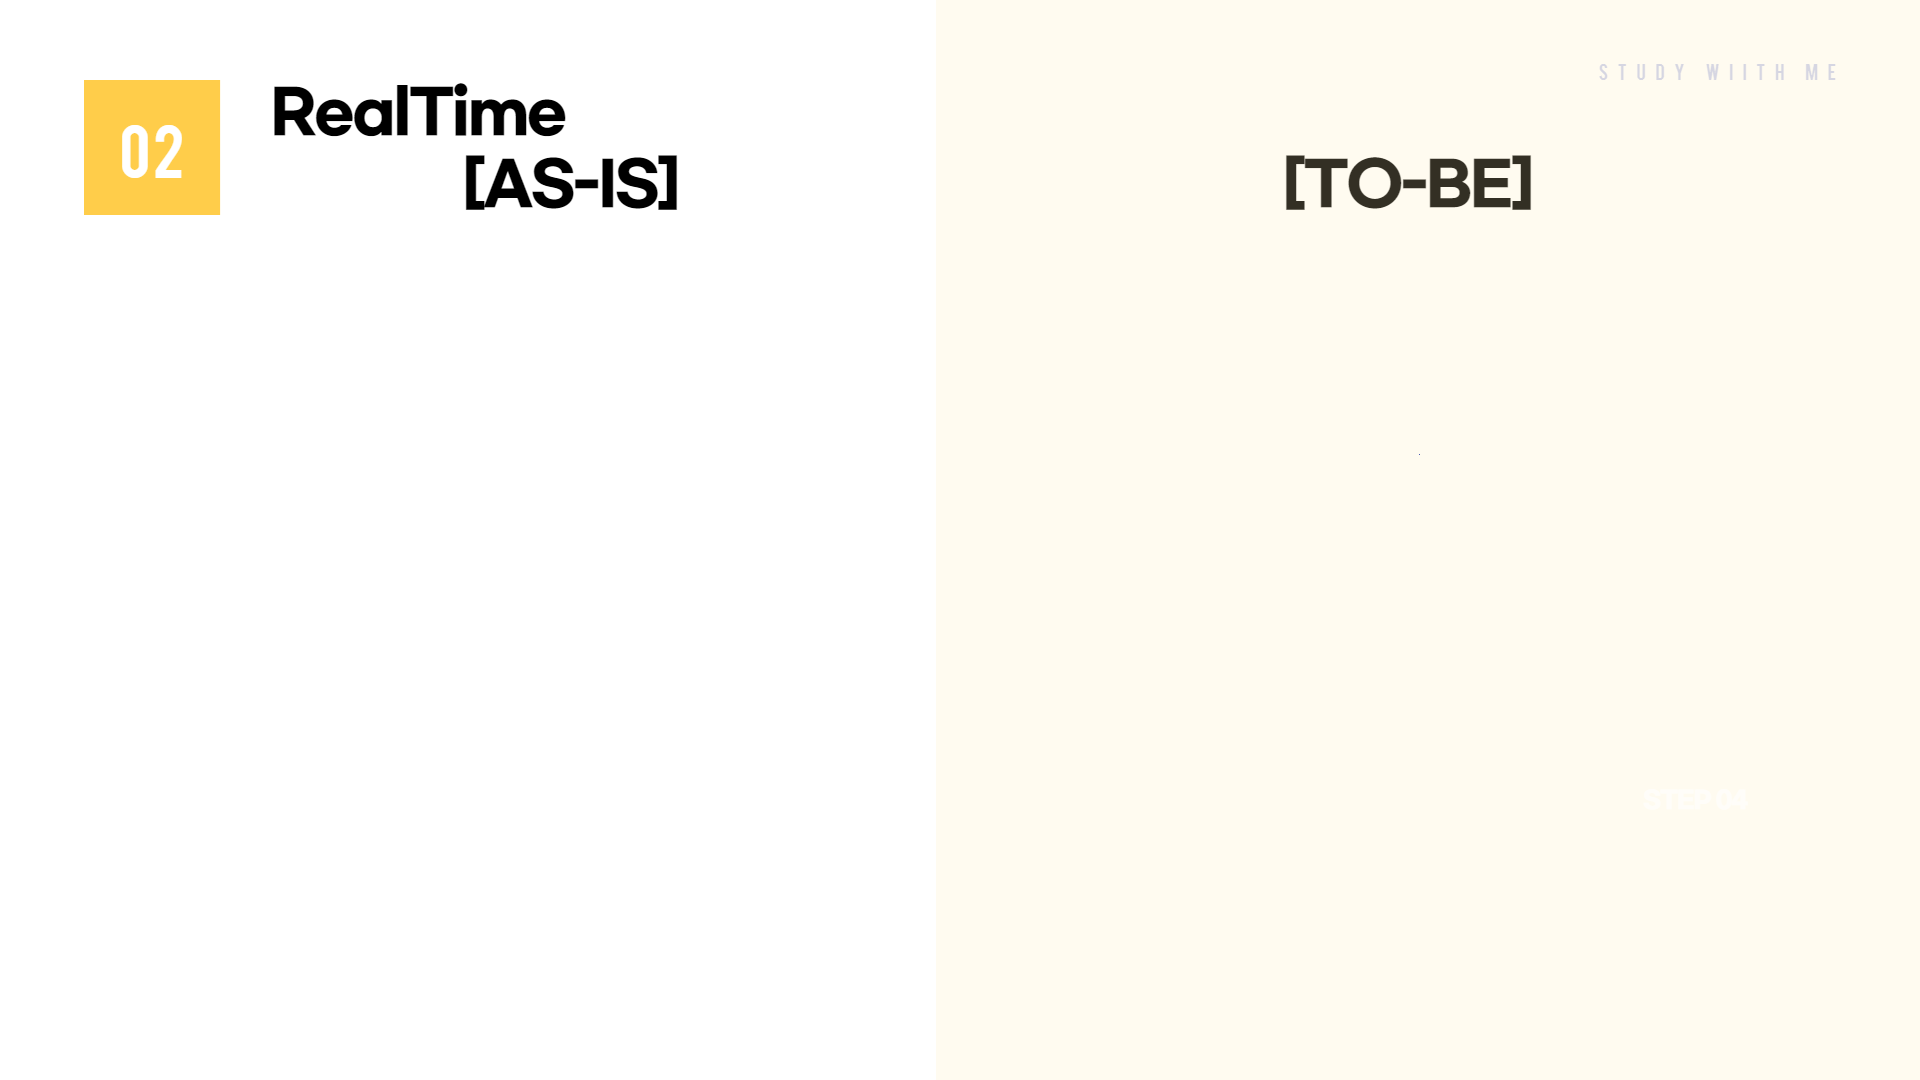 STUDY WIITH ME
02
RealTime
[AS-IS]
[TO-BE]